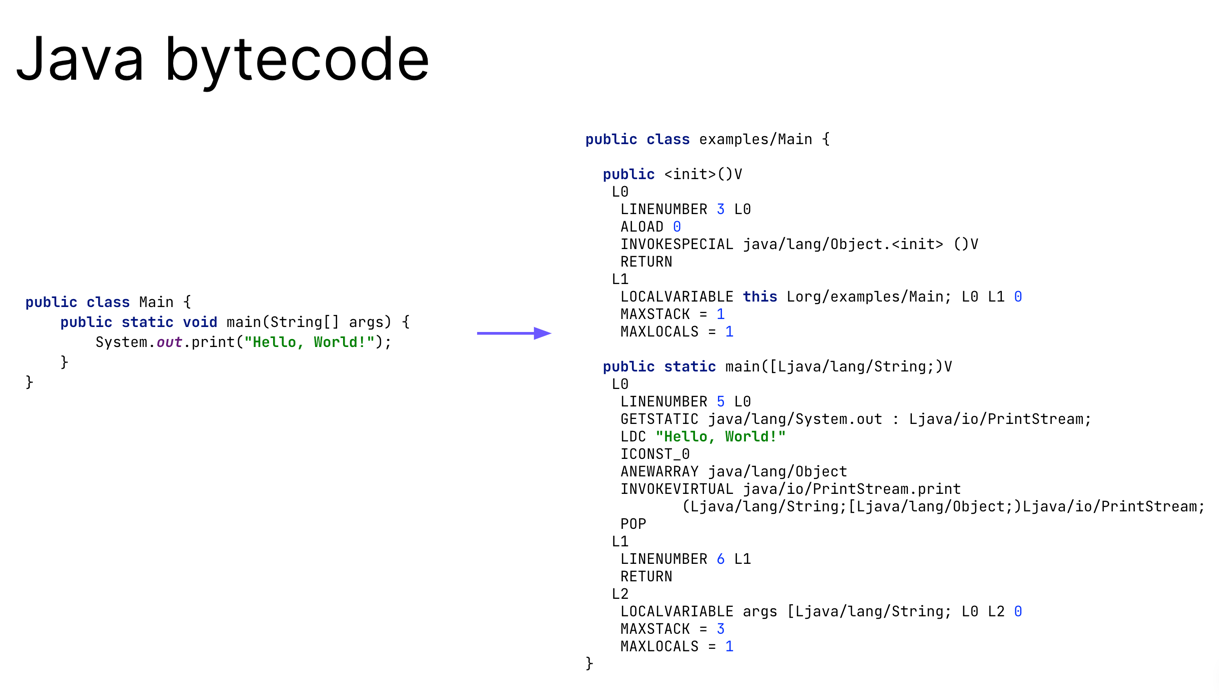 Java bytecode
public class Main {
    public static void main(String[] args) {
        System.out.print("Hello, World!");
    }
}
public class examples/Main {
  public <init>()V
   L0
    LINENUMBER 3 L0
    ALOAD 0
    INVOKESPECIAL java/lang/Object.<init> ()V
    RETURN
   L1
    LOCALVARIABLE this Lorg/examples/Main; L0 L1 0
    MAXSTACK = 1
    MAXLOCALS = 1
  public static main([Ljava/lang/String;)V
   L0
    LINENUMBER 5 L0
    GETSTATIC java/lang/System.out : Ljava/io/PrintStream;
    LDC "Hello, World!"
    ICONST_0
    ANEWARRAY java/lang/Object
    INVOKEVIRTUAL java/io/PrintStream.print
           (Ljava/lang/String;[Ljava/lang/Object;)Ljava/io/PrintStream;
    POP
   L1
    LINENUMBER 6 L1
    RETURN
   L2
    LOCALVARIABLE args [Ljava/lang/String; L0 L2 0
    MAXSTACK = 3
    MAXLOCALS = 1
}